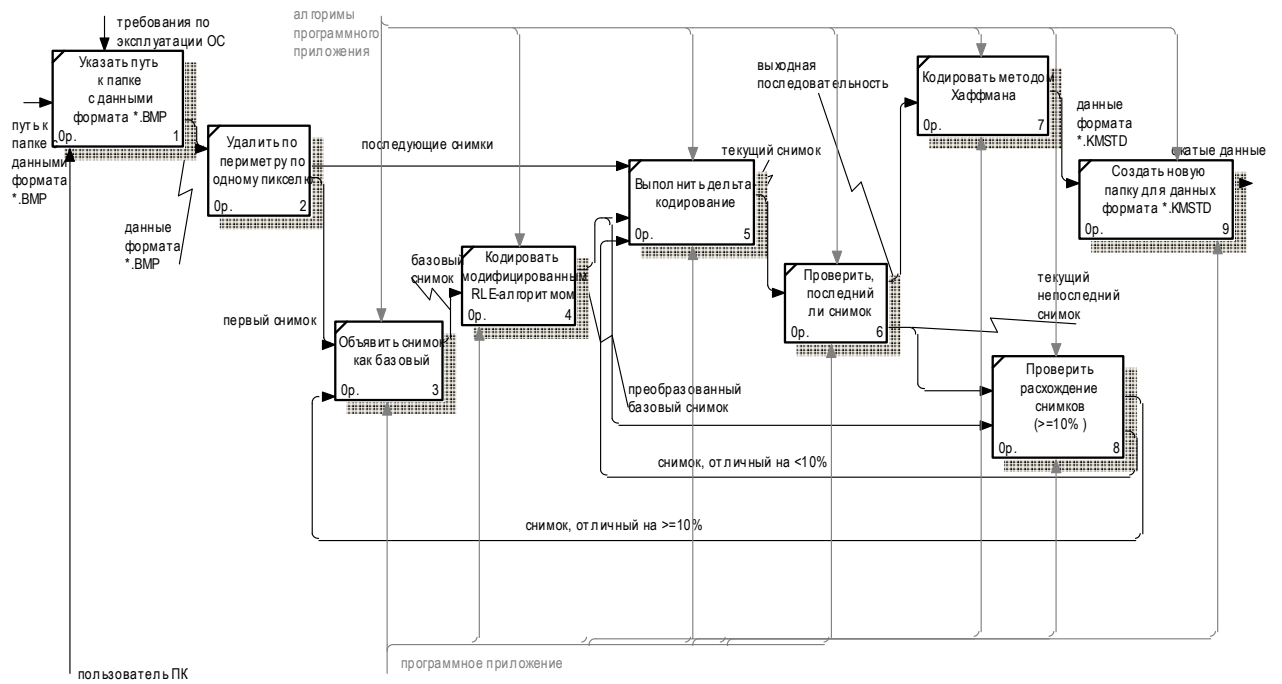 требования по
эксплуатации ОС
алгоримы
программного
приложения
Указать путь
к папке
с данными
формата *.BMP
0р. 1
путь к
папке
данными
формата
*.BMP
Удалить по
периметру по
одному пикселю
0р. 2
данные
формата
*.BMP
последующие снимки
первый снимок
Объявить снимок
как базовый
0р. 3
базовый
снимок
Кодировать
модифицированным
RLE-алгоритмом
0р. 4
преобразованный
базовый снимок
Выполнить дельта-
кодирование
0р. 5
текущий снимок
выходная
последовательность
Проверить,
последний
ли снимок
0р. 6
Кодировать методом
Хаффмана
0р. 7
данные
формата
*.KMSTD
сжатые данные
Создать новую
папку для данных
формата *.KMSTD
0р. 9
текущий
непоследний
снимок
Проверить
расхождение
снимков
(>=10% )
0р. 8
снимок, отличный на <10%
снимок, отличный на >=10%
программное приложение
пользователь ПК